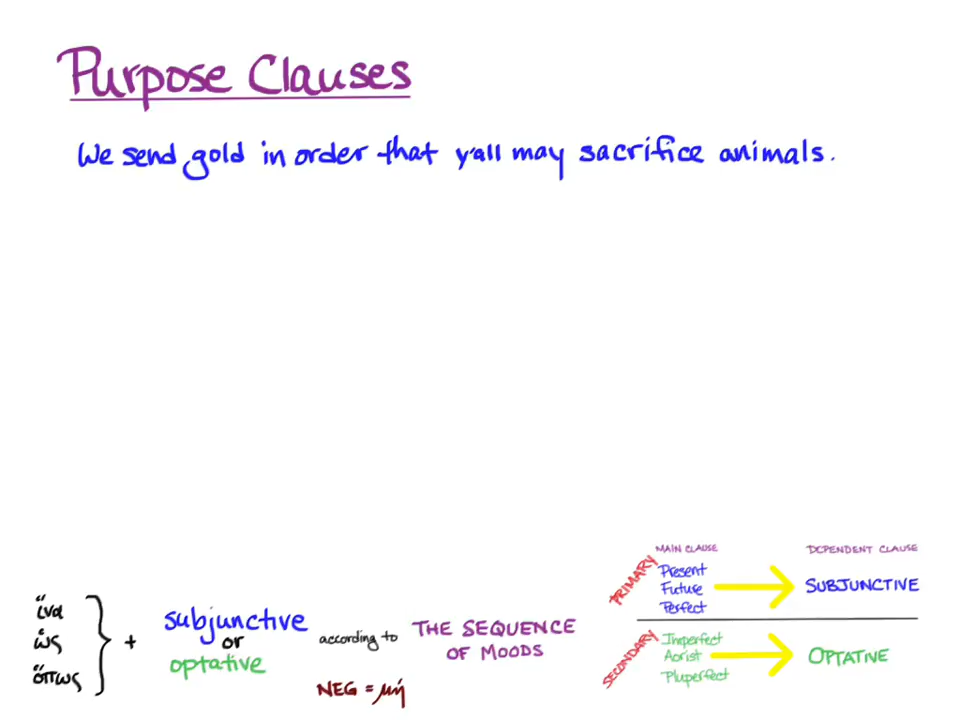 Purpose Clauses
We send gold in order that y'all may sacrifice animals.
ἵνα
ὡς
ὅπως
+
subjunctive
or
optative
according to
THE SEQUENCE
OF MOODS
NEG = μή
MAIN CLAUSE
DEPENDENT CLAUSE
PRIMARY
Present
Future
Perfect
SUBJUNCTIVE
SECONDARY
Imperfect
Aorist
Pluperfect
OPTATIVE